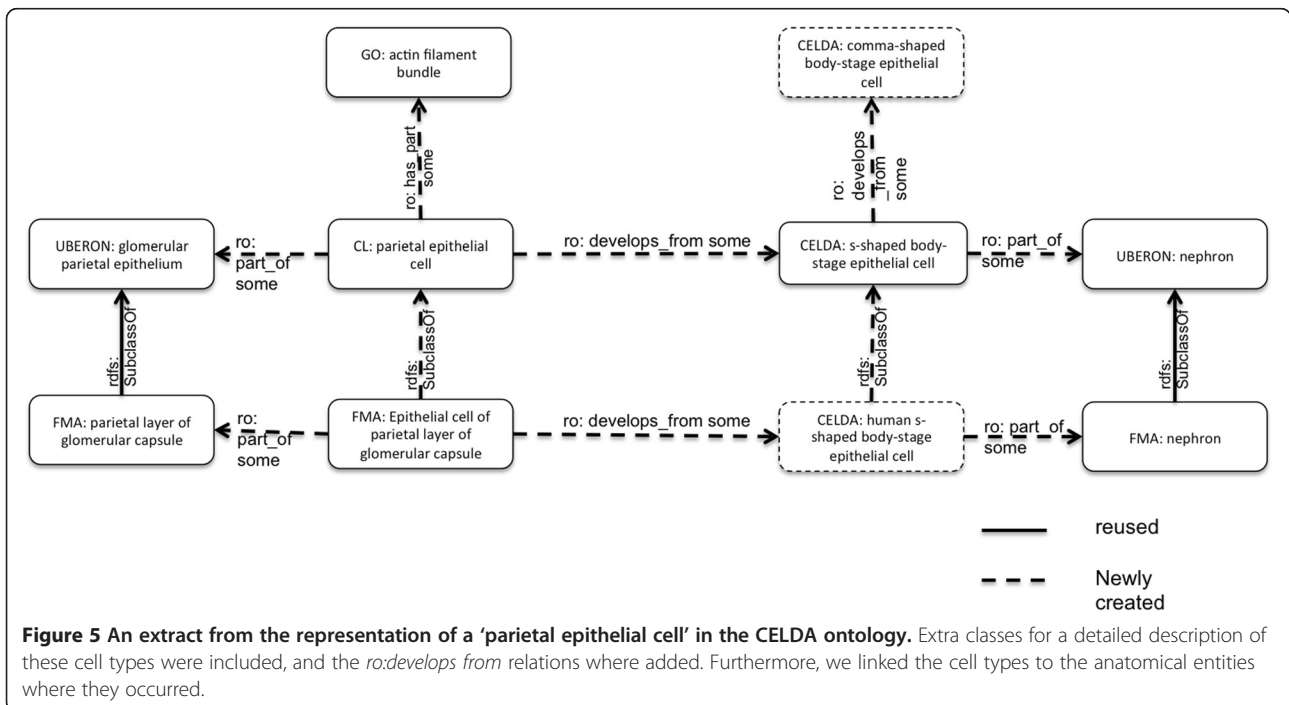 GO: actin filament
bundle
CELDA: comma-shaped
body-stage epithelial
cell
ro: has_part
some
ro:
develops
_from
some
UBERON: glomerular
parietal epithelium
ro:
part_of
some
CL: parietal epithelial
cell
ro: develops_from some
CELDA: s-shaped body-
stage epithelial cell
ro: part_of
some
UBERON: nephron
rdfs:
SubclassOf
rdfs:
SubclassOf
rdfs:
SubclassOf
rdfs:
SubclassOf
FMA: parietal layer of
glomerular capsule
ro:
part_of
some
FMA: Epithelial cell of
parietal layer of
glomerular capsule
ro: develops_from some
CELDA: human s-
shaped body-stage
epithelial cell
ro: part_of
some
FMA: nephron
reused
Newly
created
Figure 5 An extract from the representation of a ‘parietal epithelial cell’ in the CELDA ontology. Extra classes for a detailed description of
these cell types were included, and the ro:develops from relations where added. Furthermore, we linked the cell types to the anatomical entities
where they occurred.